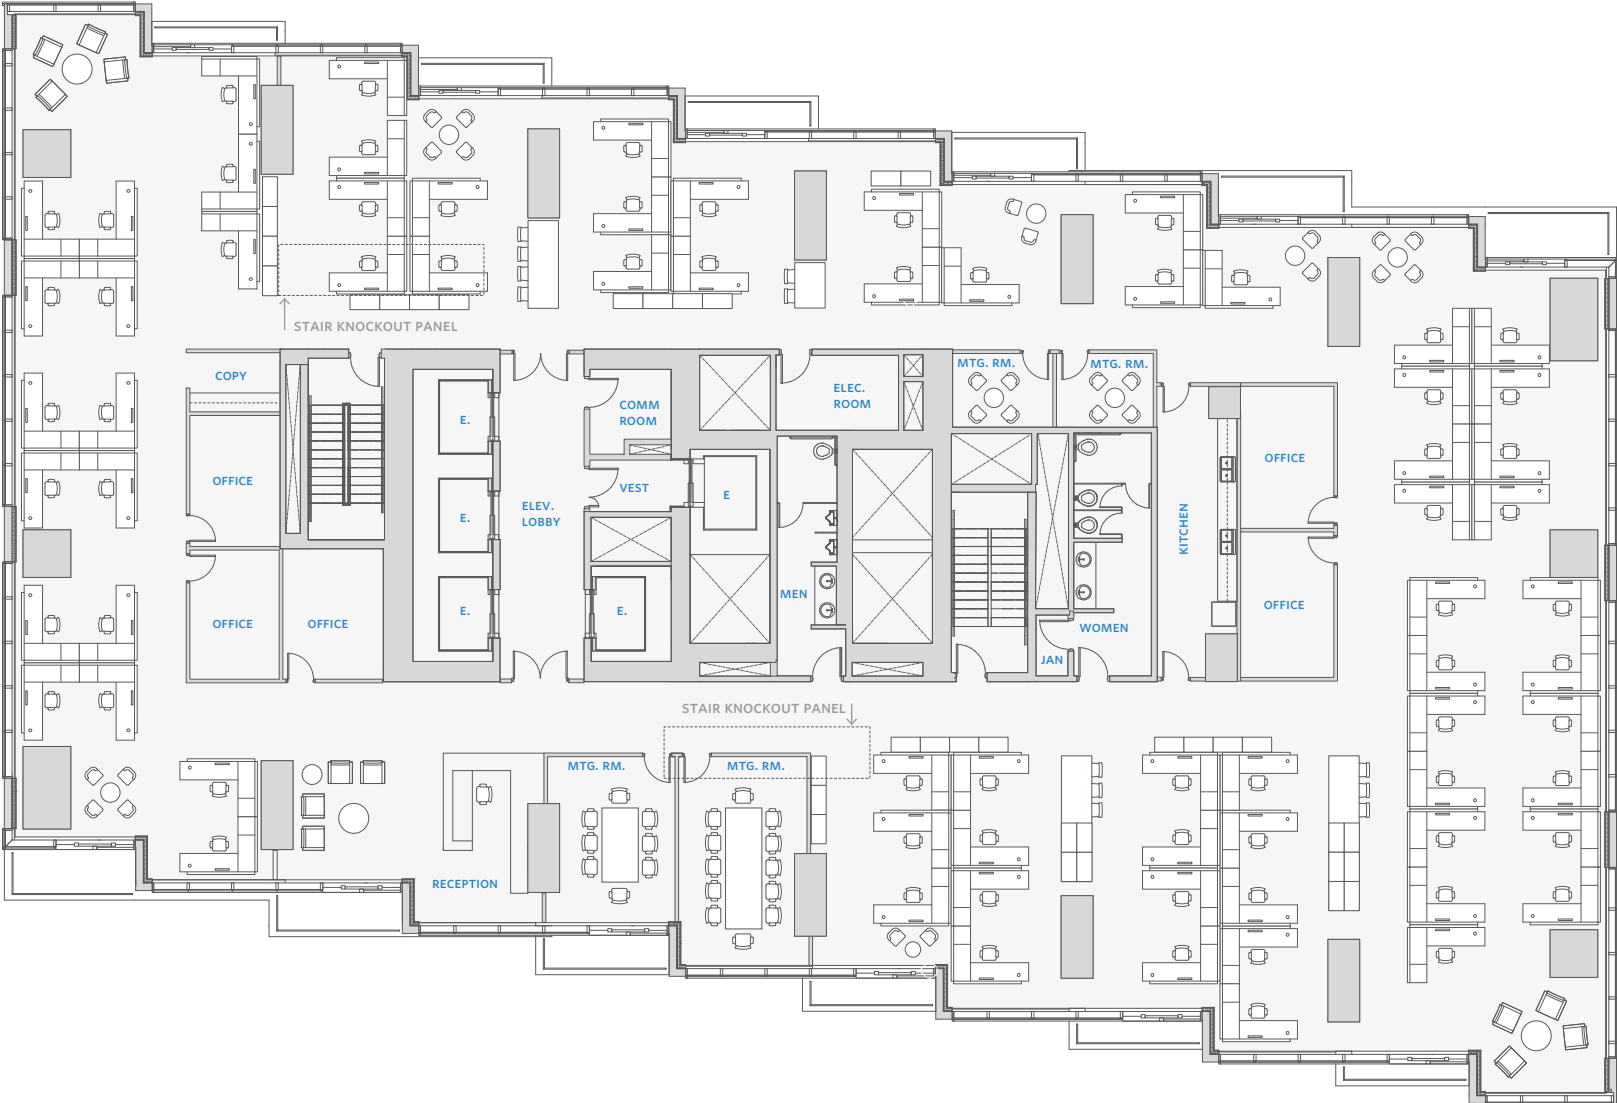 STAIR KNOCKOUT PANEL
COPY
MTG. RM.
MTG. RM.
E.
COMM
ROOM
ELEC.
ROOM
OFFICE
VEST
E
OFFICE
E.
ELEV.
LOBBY
KITCHEN
MEN
OFFICE
OFFICE
OFFICE
E.
E.
WOMEN
JAN
STAIR KNOCKOUT PANEL
MTG. RM.
MTG. RM.
RECEPTION